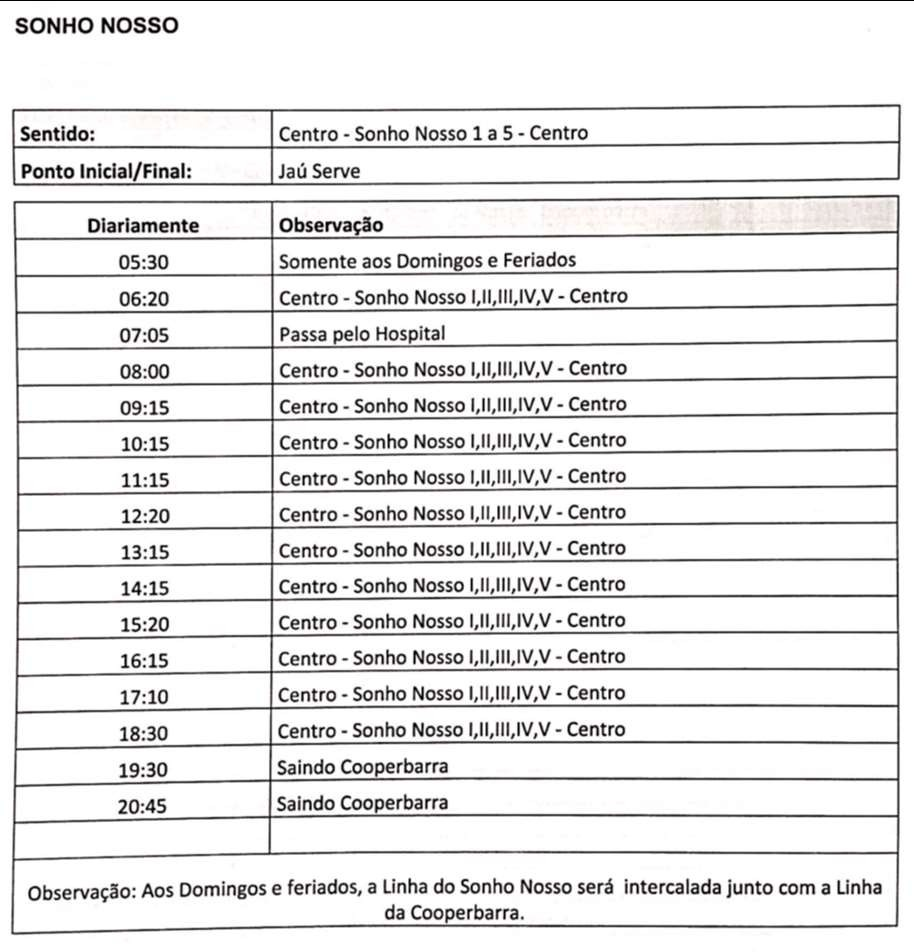 SONHO NOSSO
Sentido: Centro - Sonho Nosso 1 a 5 - Centro
Ponto Inicial/Final: Jaú Serve
Diariamente Observação
05:30 Somente aos Domingos e Feriados
06:20 Centro - Sonho Nosso I,II,III,IV,V - Centro
07:05 Passa pelo Hospital
08:00 Centro - Sonho Nosso I,II,III,IV,V - Centro
09:15 Centro - Sonho Nosso I,II,III,IV,V - Centro
10:15 Centro - Sonho Nosso I,II,III,IV,V - Centro
11:15 Centro - Sonho Nosso I,II,III,IV,V - Centro
12:20 Centro - Sonho Nosso I,II,III,IV,V - Centro
13:15 Centro - Sonho Nosso I,II,III,IV,V - Centro
14:15 Centro - Sonho Nosso I,II,III,IV,V - Centro
15:20 Centro - Sonho Nosso I,II,III,IV,V - Centro
16:15 Centro - Sonho Nosso I,II,III,IV,V - Centro
17:10 Centro - Sonho Nosso I,II,III,IV,V - Centro
18:30 Centro - Sonho Nosso I,II,III,IV,V - Centro
19:30 Saindo Cooperbarra
20:45 Saindo Cooperbarra
Observação: Aos Domingos e feriados, a Linha do Sonho Nosso será intercalada junto com a Linha
da Cooperbarra.